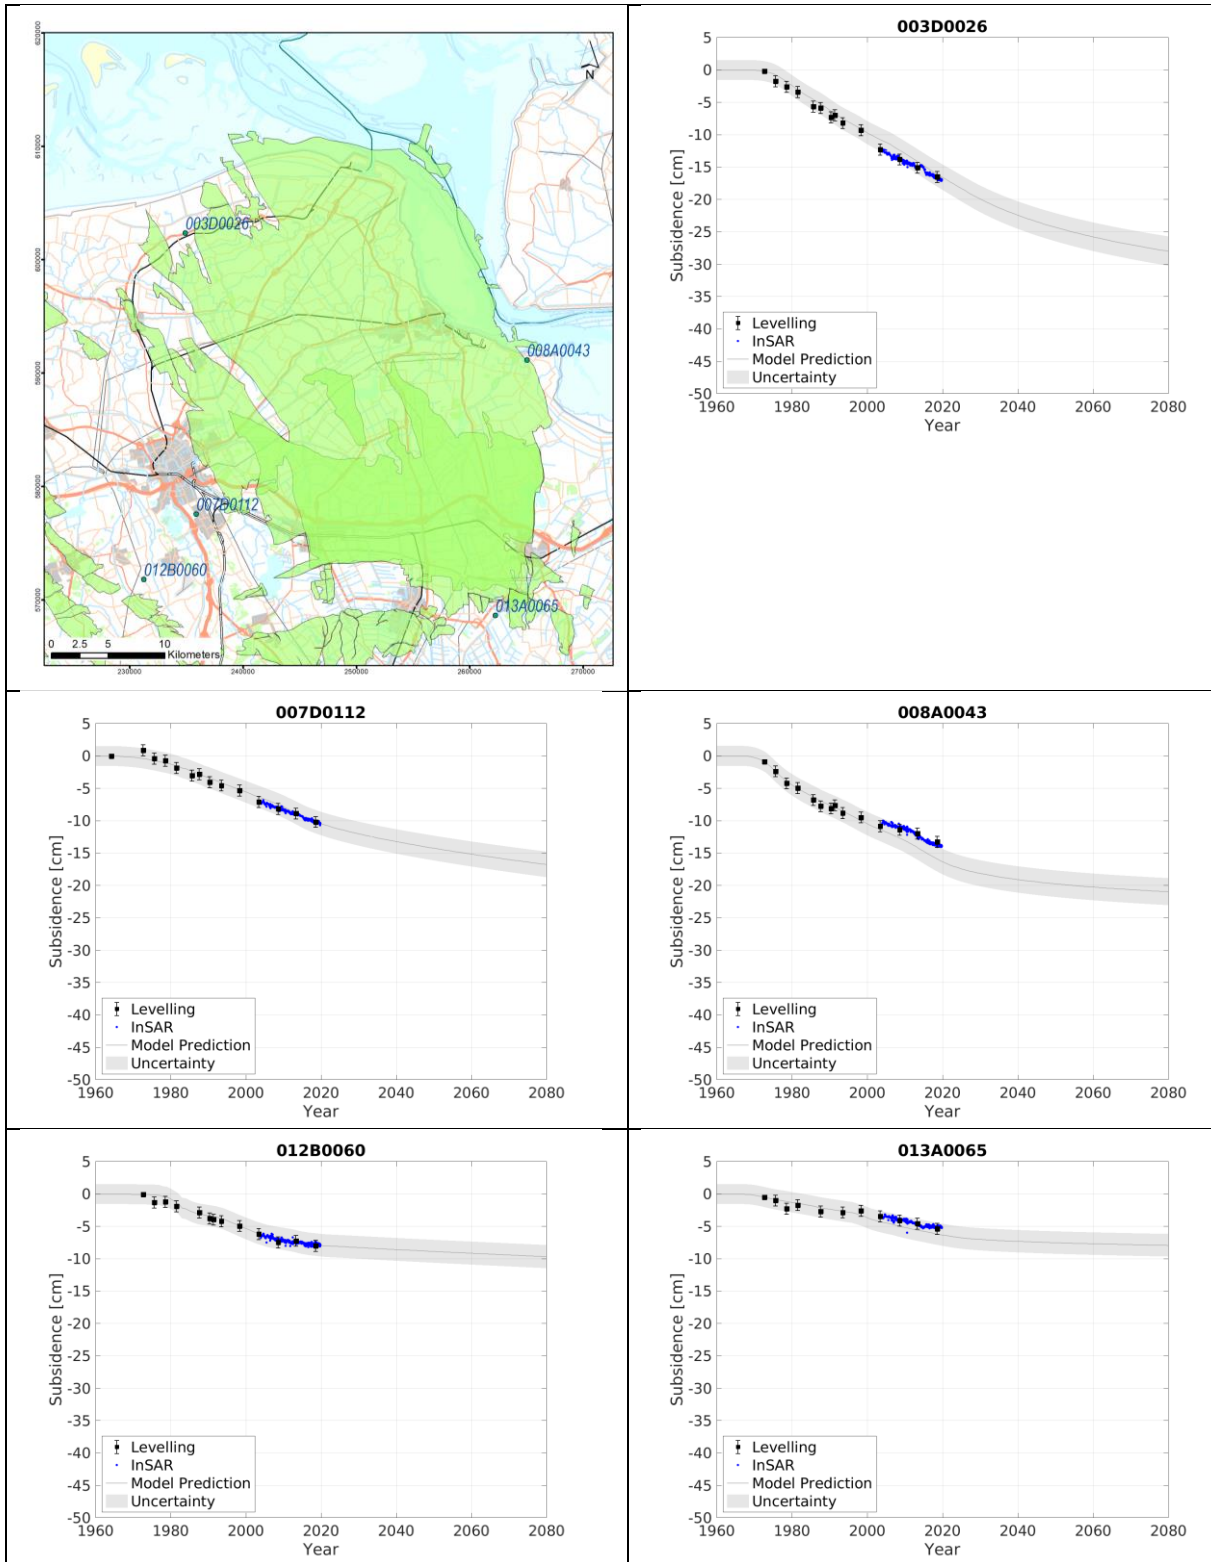 620000
610000
600000
590000
580000
570000
N
003D0026
008A0043
007D0112
012B0060
013A0065
0 2.5 5 10
Kilometers
230000 240000 250000 260000 270000
003D0026
5
0
-5
-10
-15
-20
-25
-30
-35
-40
-45
-50
Subsidence [cm]
Levelling
InSAR
Model Prediction
Uncertainty
1960 1980 2000 2020 2040 2060 2080
Year
007D0112
5
0
-5
-10
-15
-20
-25
-30
-35
-40
-45
-50
Subsidence [cm]
Levelling
InSAR
Model Prediction
Uncertainty
1960 1980 2000 2020 2040 2060 2080
Year
008A0043
5
0
-5
-10
-15
-20
-25
-30
-35
-40
-45
-50
Subsidence [cm]
Levelling
InSAR
Model Prediction
Uncertainty
1960 1980 2000 2020 2040 2060 2080
Year
012B0060
5
0
-5
-10
-15
-20
-25
-30
-35
-40
-45
-50
Subsidence [cm]
Levelling
InSAR
Model Prediction
Uncertainty
1960 1980 2000 2020 2040 2060 2080
Year
013A0065
5
0
-5
-10
-15
-20
-25
-30
-35
-40
-45
-50
Subsidence [cm]
Levelling
InSAR
Model Prediction
Uncertainty
1960 1980 2000 2020 2040 2060 2080
Year